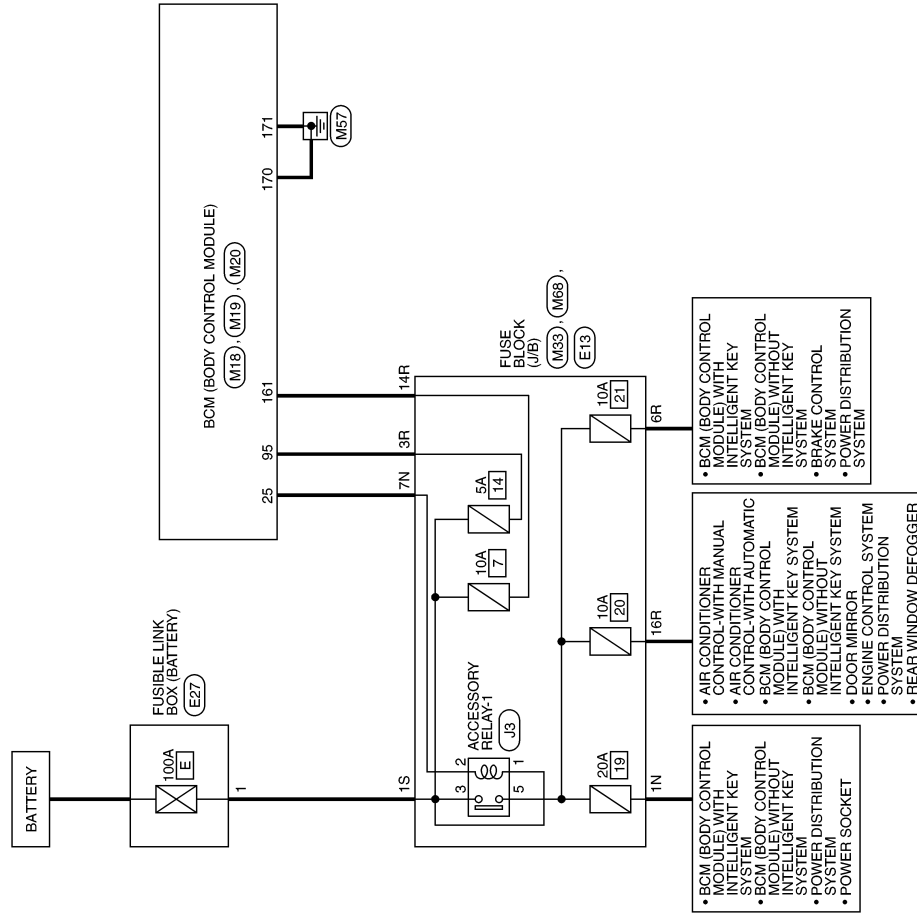 BATTERY
FUSIBLE LINK
BOX (BATTERY)
E27
100A
E
1
BCM (BODY CONTROL MODULE)
M18 , M19 , M20
25
95
161
170
171
M57
1S
7N
3R
14R
FUSE
BLOCK
(J/B)
M33 , M68 ,
E13
ACCESSORY
RELAY-1
J3
3
2
5
1
10A
7
5A
14
20A
19
10A
20
10A
21
1N
16R
6R
• BCM (BODY CONTROL
MODULE) WITH
INTELLIGENT KEY
SYSTEM
• BCM (BODY CONTROL
MODULE) WITHOUT
INTELLIGENT KEY
SYSTEM
• POWER DISTRIBUTION
SYSTEM
• POWER SOCKET
• AIR CONDITIONER
CONTROL-WITH MANUAL
• AIR CONDITIONER
CONTROL-WITH AUTOMATIC
• BCM (BODY CONTROL
MODULE) WITH
INTELLIGENT KEY SYSTEM
• BCM (BODY CONTROL
MODULE) WITHOUT
INTELLIGENT KEY SYSTEM
• DOOR MIRROR
• ENGINE CONTROL SYSTEM
• POWER DISTRIBUTION
SYSTEM
• REAR WINDOW DEFOGGER
• BCM (BODY CONTROL
MODULE) WITH
INTELLIGENT KEY
SYSTEM
• BCM (BODY CONTROL
MODULE) WITHOUT
INTELLIGENT KEY
SYSTEM
• BRAKE CONTROL
SYSTEM
• POWER DISTRIBUTION
SYSTEM